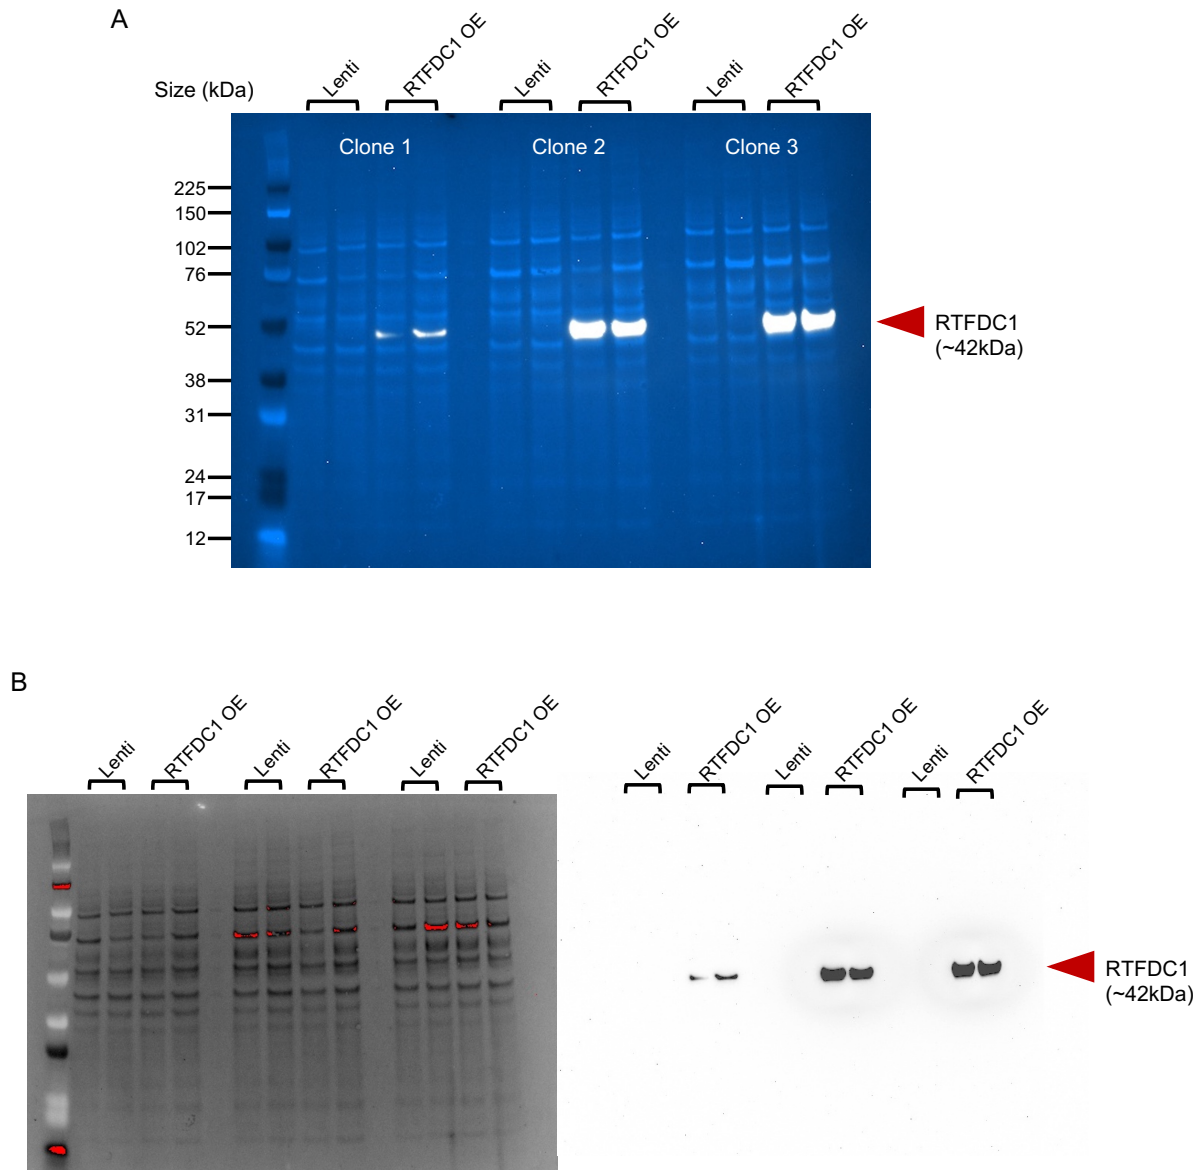 A
Lenti
RTFDC1 OE
Lenti
RTFDC1 OE
Lenti
RTFDC1 OE
Size (kDa)
Clone 1
Clone 2
Clone 3
225
150
102
76
52
38
31
24
17
12
RTFDC1
(~42kDa)
B
Lenti
RTFDC1 OE
Lenti
RTFDC1 OE
Lenti
RTFDC1 OE
Lenti
RTFDC1 OE
Lenti
RTFDC1 OE
Lenti
RTFDC1 OE
RTFDC1
(~42kDa)